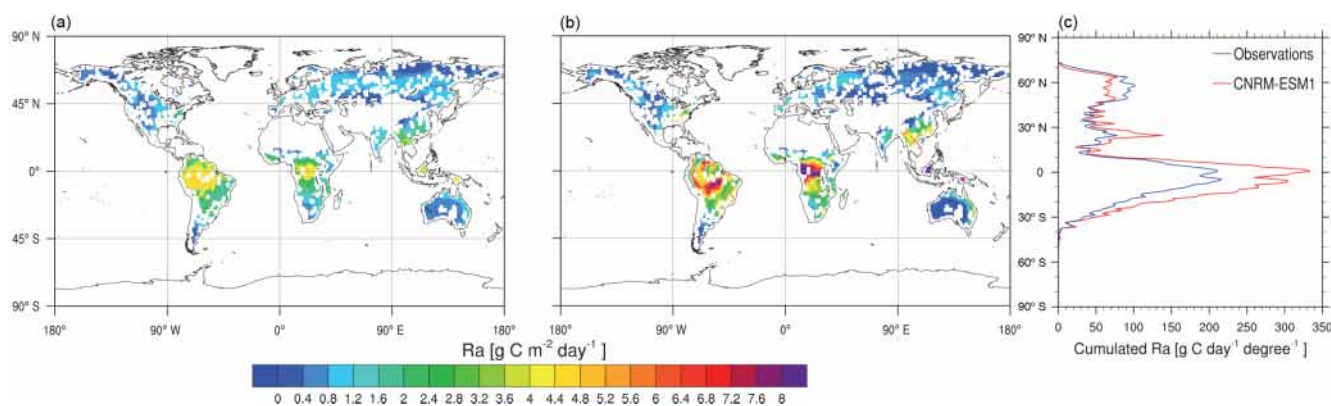 (a) (b) (c)
90° N 90° N 90° N
Observations
CNRM-ESM1
60° N
45° N 45° N
30° N
0° 0° 0
30° S
45° S 45° S
60° S
90° S 90° S 90° S
180° 90° W 0° 90° E 180° 180° 90° W 0° 90° E 180°
0 50 100 150 200 250 300 350
Ra [g C m⁻² day⁻¹]
Cumulated Ra [g C day⁻¹ degree⁻¹]
0 0.4 0.8 1.2 1.6 2 2.4 2.8 3.2 3.6 4 4.4 4.8 5.2 5.6 6 6.4 6.8 7.2 7.6 8